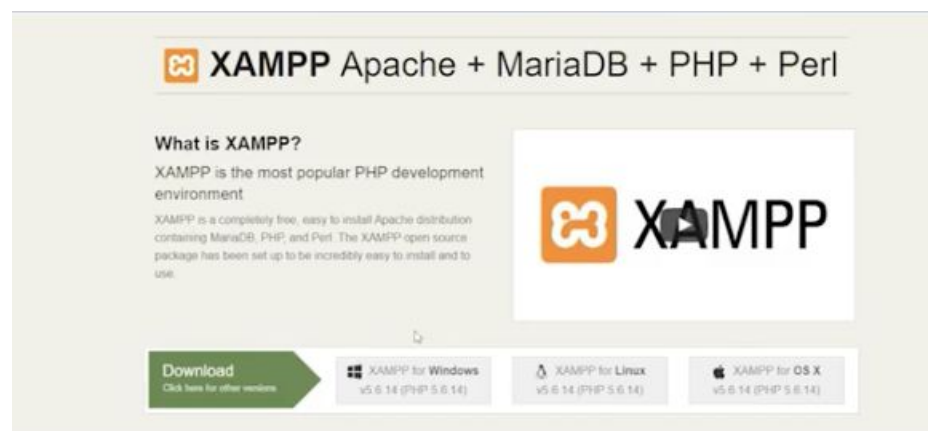 XAMPP Apache + MariaDB + PHP + Perl
What is XAMPP?
XAMPP is the most popular PHP development
environment
XAMPP is a completely free, easy to install Apache distribution
containing MariaDB, PHP, and Perl. The XAMPP open source
package has been set up to be incredibly easy to install and to
use.
XAMPP
Download
Click here for other versions
XAMPP for Windows
v5.6.14 (PHP 5.6.14)
XAMPP for Linux
v5.6.14 (PHP 5.6.14)
XAMPP for OS X
v5.6.14 (PHP 5.6.14)